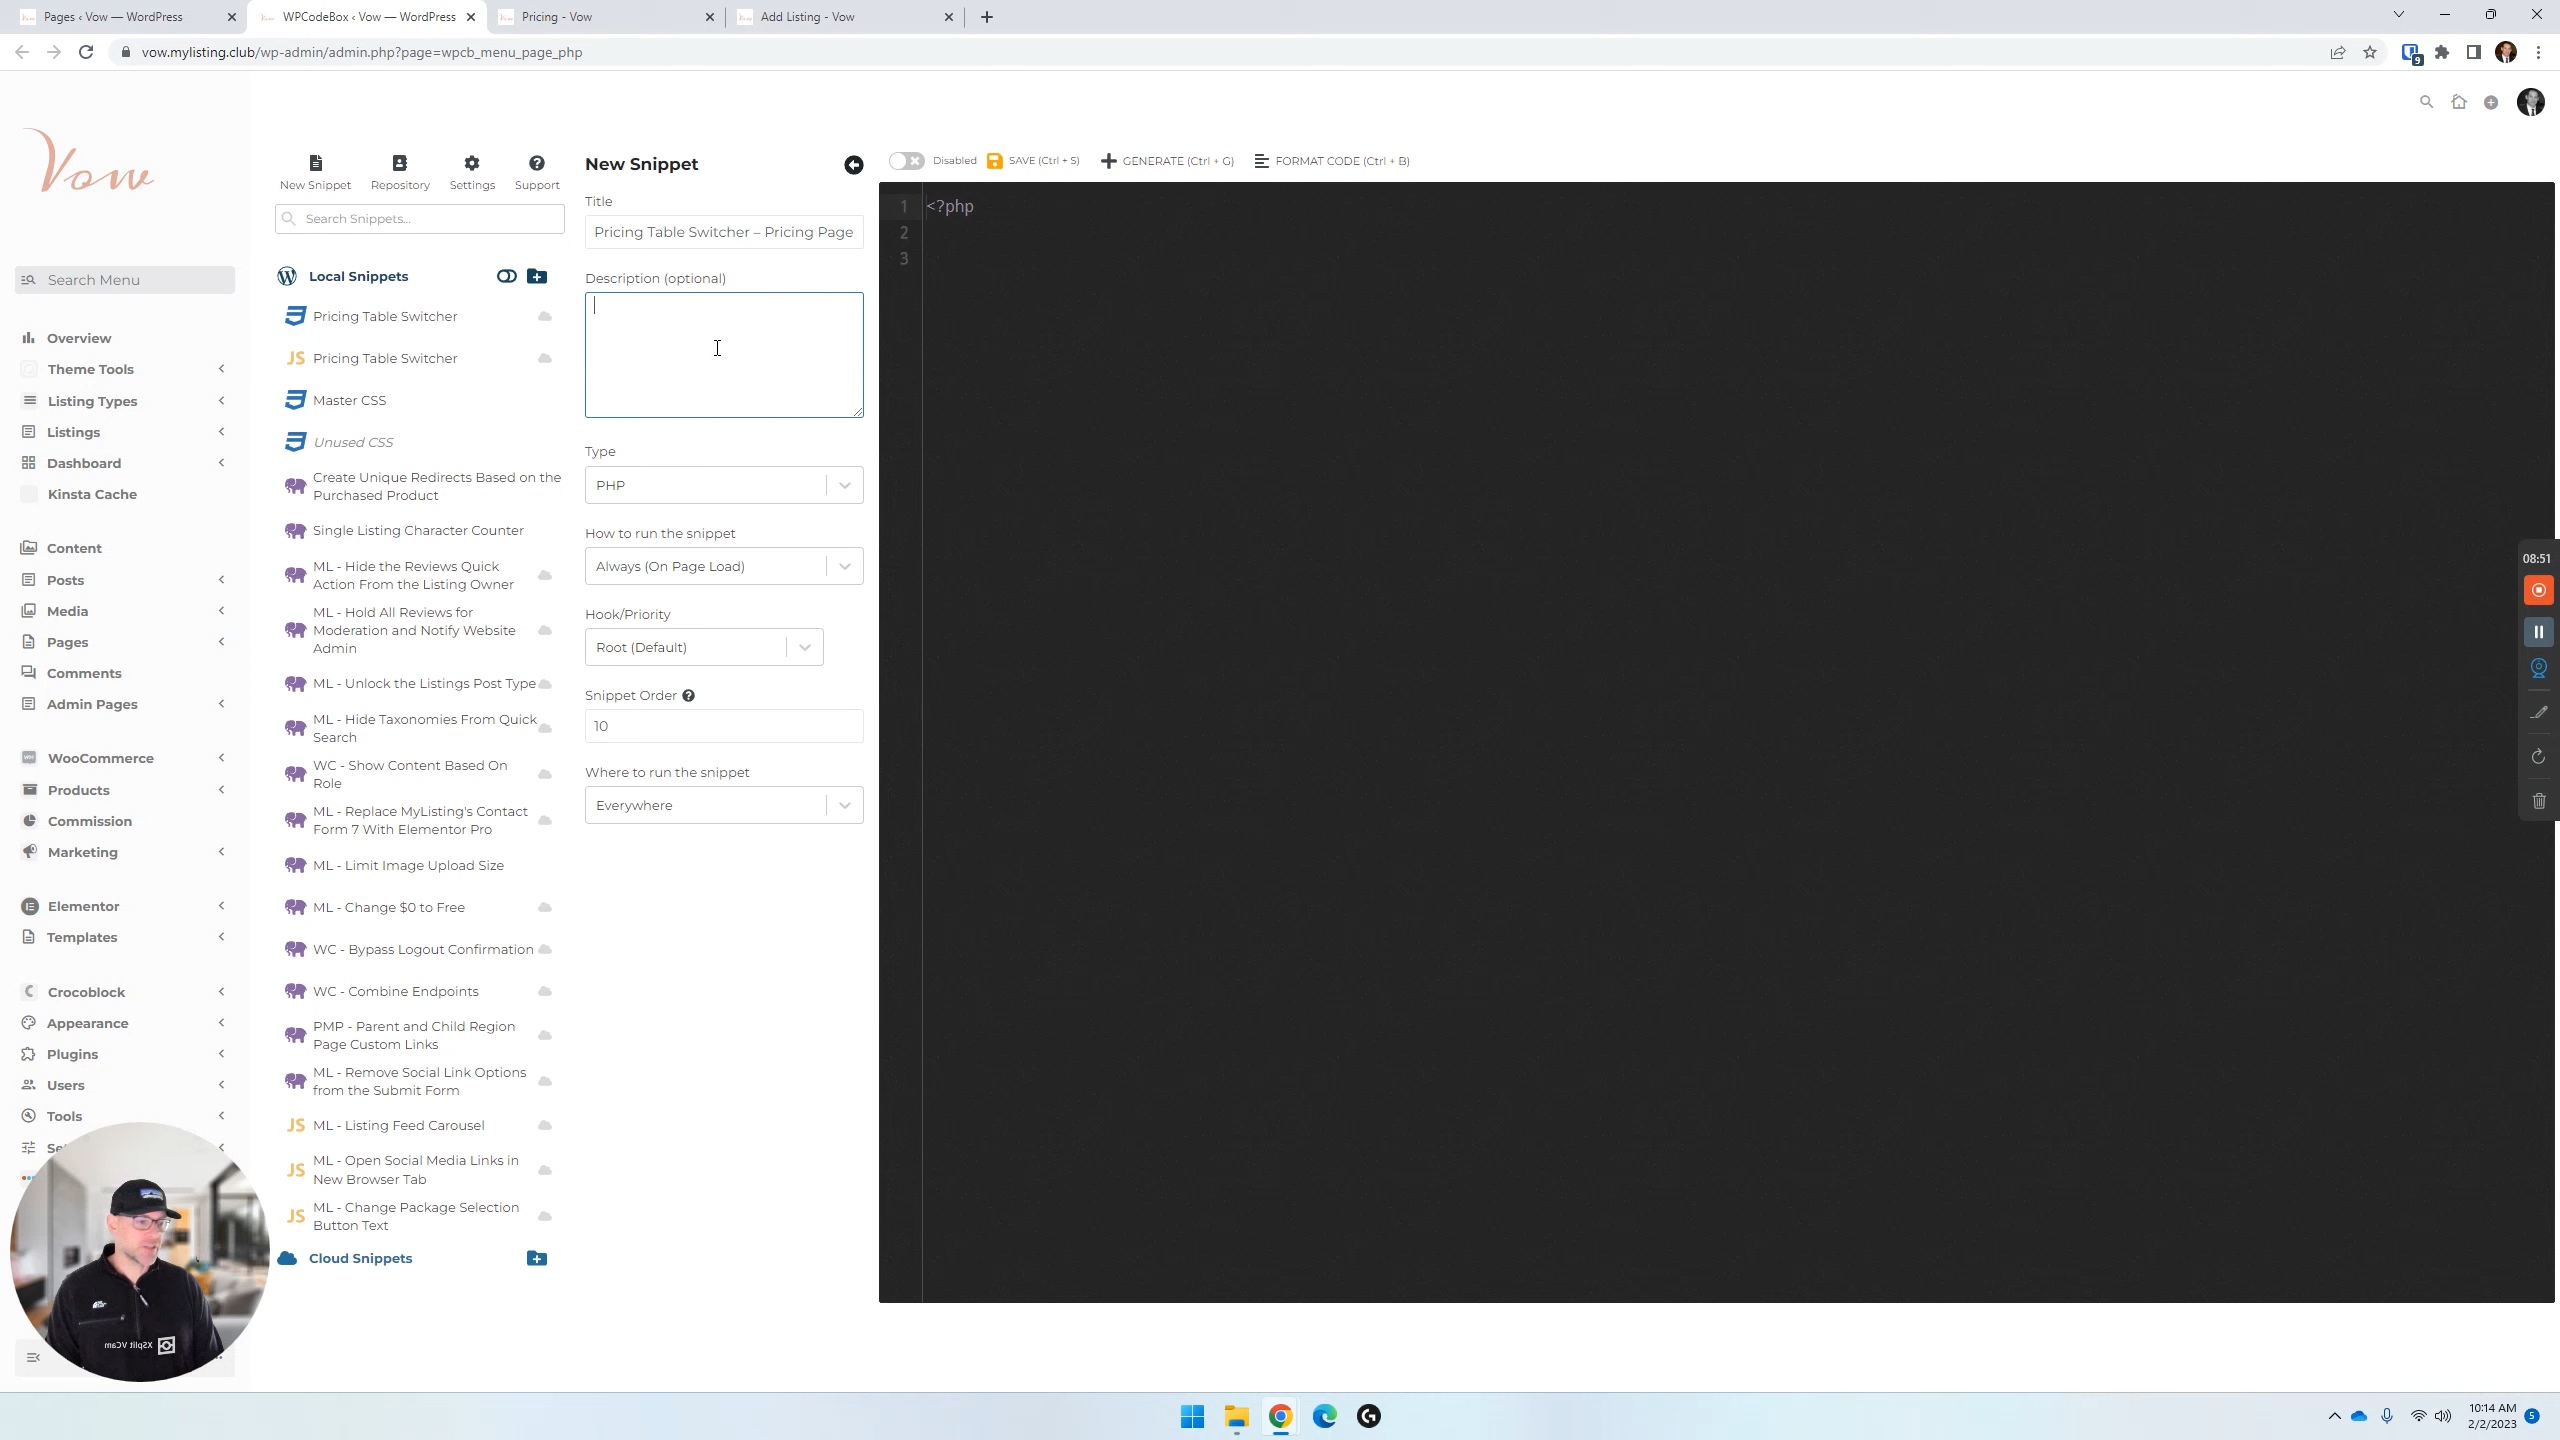 Pages ‹ Vow — WordPress
WPCodeBox ‹ Vow — WordPress
Pricing - Vow
Add Listing - Vow
vow.mylisting.club/wp-admin/admin.php?page=wpcb_menu_page_php
9
Vow
Search Menu
Overview
Theme Tools
Listing Types
Listings
Dashboard
Kinsta Cache
Content
Posts
Media
Pages
Comments
Admin Pages
WooCommerce
Products
Commission
Marketing
Elementor
Templates
Crocoblock
Appearance
Plugins
Users
Tools
New Snippet
Repository
Settings
Support
Search Snippets...
Local Snippets
Pricing Table Switcher
JS Pricing Table Switcher
Master CSS
Unused CSS
Create Unique Redirects Based on the
Purchased Product
Single Listing Character Counter
ML - Hide the Reviews Quick
Action From the Listing Owner
ML - Hold All Reviews for
Moderation and Notify Website
Admin
ML - Unlock the Listings Post Type
ML - Hide Taxonomies From Quick
Search
WC - Show Content Based On
Role
ML - Replace MyListing's Contact
Form 7 With Elementor Pro
ML - Limit Image Upload Size
ML - Change $0 to Free
WC - Bypass Logout Confirmation
WC - Combine Endpoints
PMP - Parent and Child Region
Page Custom Links
ML - Remove Social Link Options
from the Submit Form
JS ML - Listing Feed Carousel
JS ML - Open Social Media Links in
New Browser Tab
JS ML - Change Package Selection
Button Text
Cloud Snippets
New Snippet
Title
Pricing Table Switcher – Pricing Page
Description (optional)
Type
PHP
How to run the snippet
Always (On Page Load)
Hook/Priority
Root (Default)
Snippet Order
10
Where to run the snippet
Everywhere
Disabled
SAVE (Ctrl + S)
GENERATE (Ctrl + G)
FORMAT CODE (Ctrl + B)
1 <?php
2
3
08:51
XSplit VCam
10:14 AM
2/2/2023
5